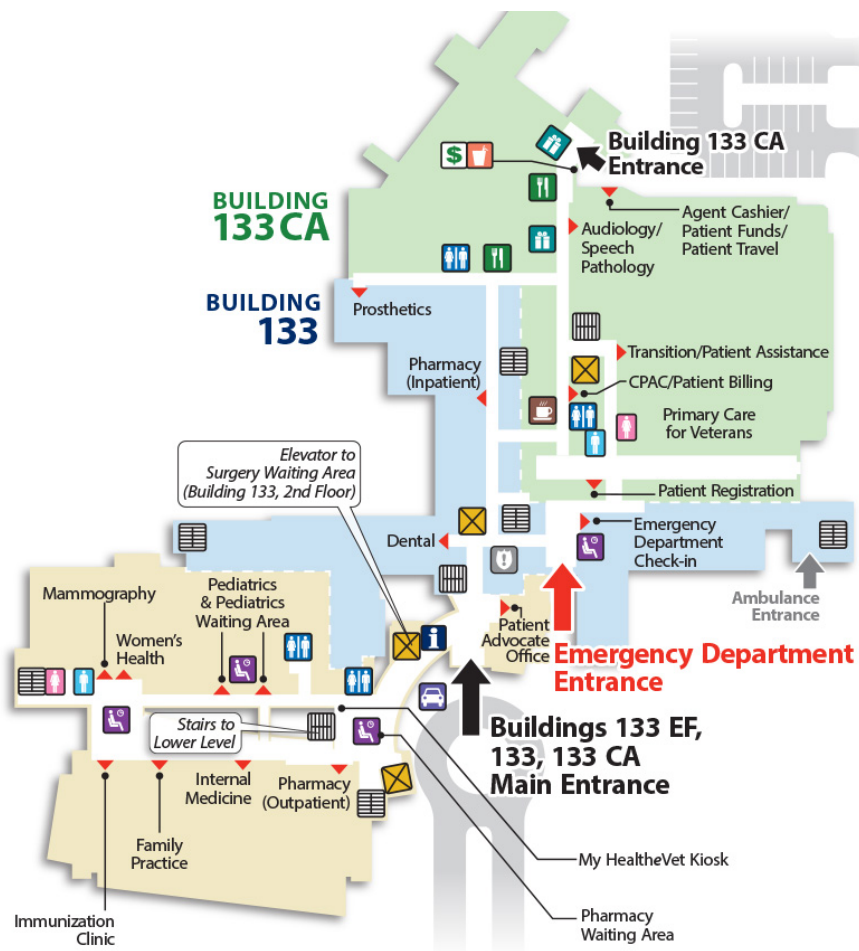 Building 133 CA
Entrance
$
BUILDING
133 CA
Agent Cashier/
Patient Funds/
Patient Travel
Audiology/
Speech
Pathology
BUILDING
133
Prosthetics
Pharmacy
(Inpatient)
Transition/Patient Assistance
CPAC/Patient Billing
Primary Care
for Veterans
Elevator to
Surgery Waiting Area
(Building 133, 2nd Floor)
Patient Registration
Dental
Emergency
Department
Check-in
Ambulance
Entrance
Mammography
Pediatrics
& Pediatrics
Waiting Area
Women's
Health
i
Patient
Advocate
Office
Emergency Department
Entrance
Stairs to
Lower Level
Buildings 133 EF,
133, 133 CA
Main Entrance
Internal
Medicine
Pharmacy
(Outpatient)
Family
Practice
My HealtheVet Kiosk
Immunization
Clinic
Pharmacy
Waiting Area